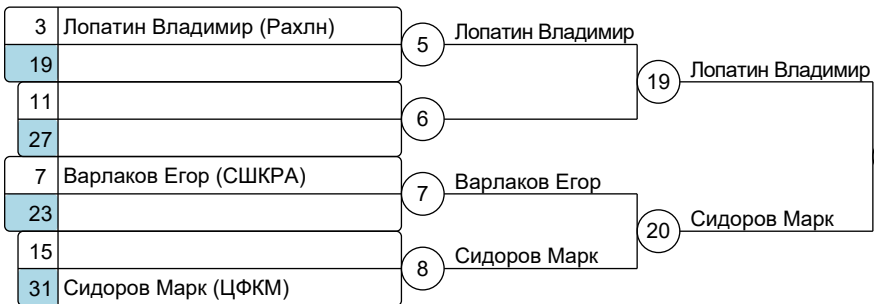 3 Лопатин Владимир (Рахлн)
5 Лопатин Владимир
19
19 Лопатин Владимир
11
6
27
7 Варлаков Егор (СШКРА)
7 Варлаков Егор
23
20 Сидоров Марк
15
8 Сидоров Марк
31 Сидоров Марк (ЦФКМ)